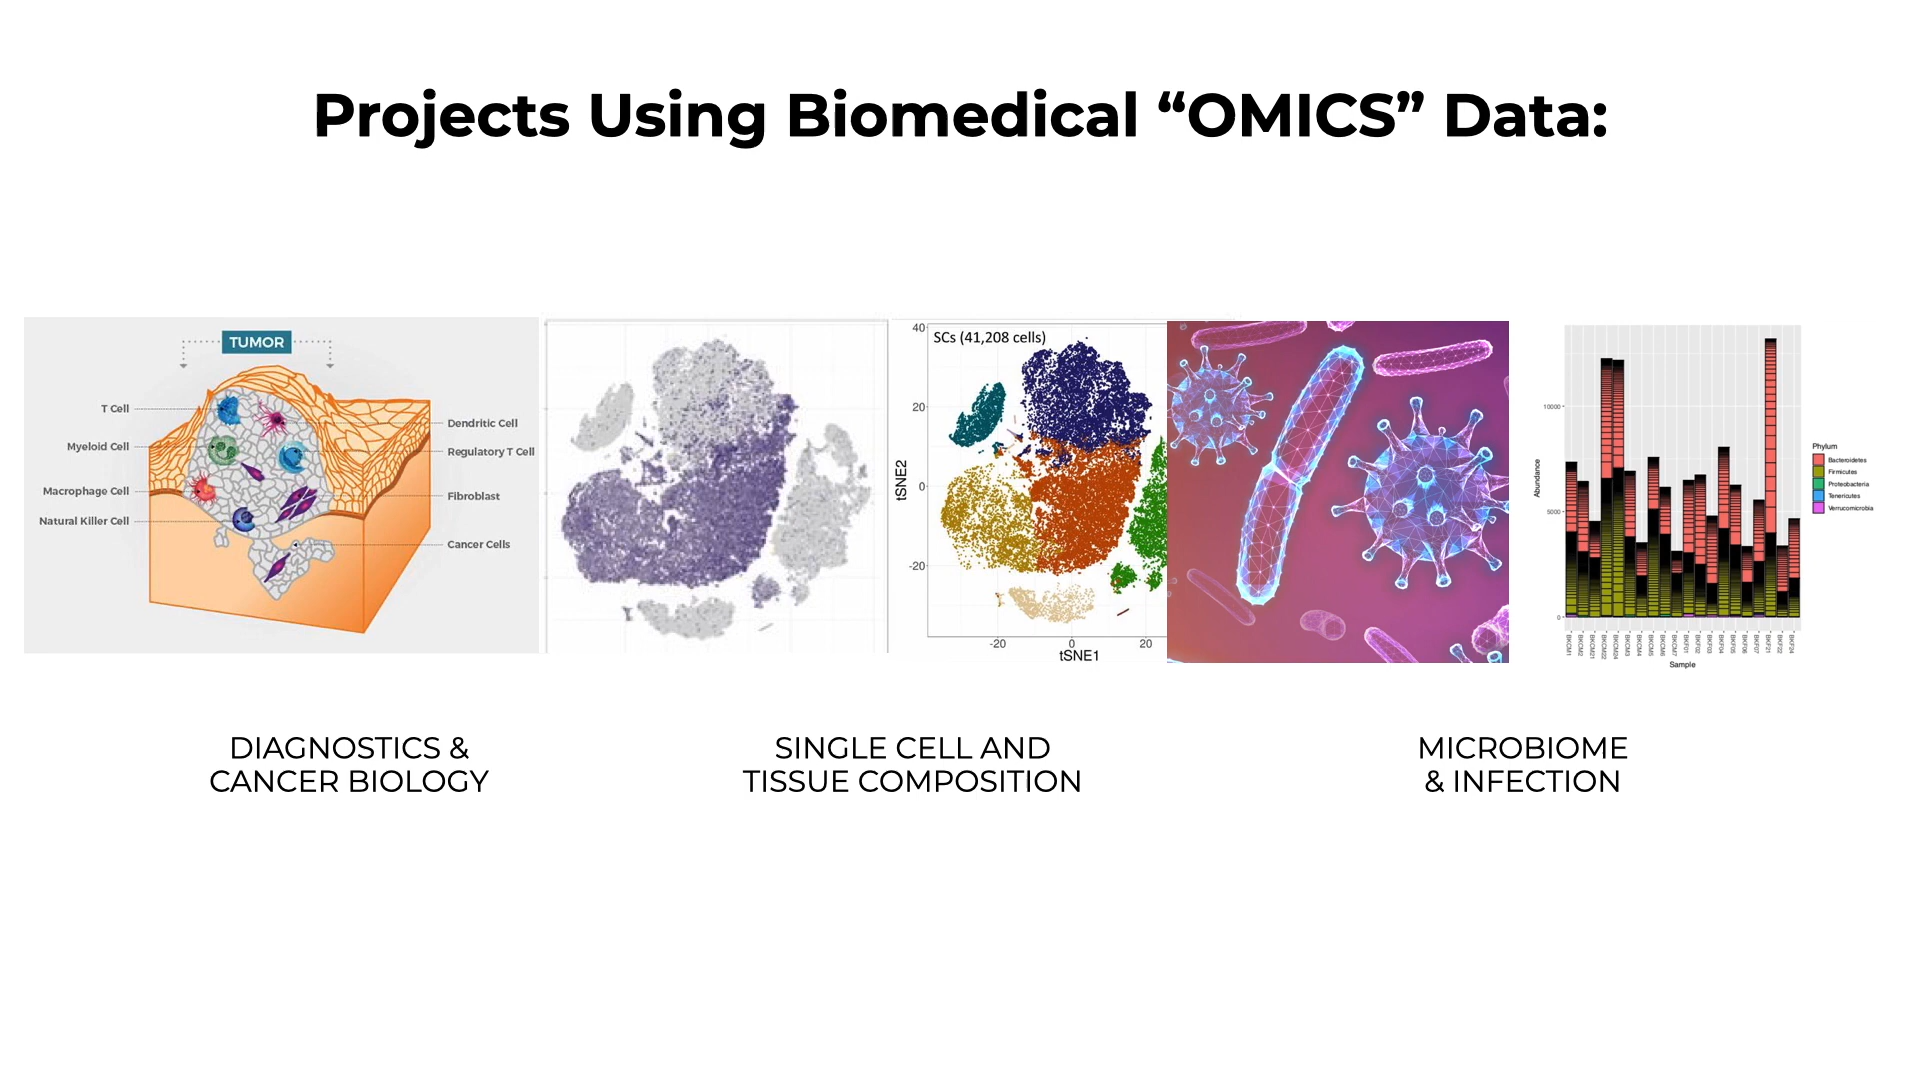 Projects Using Biomedical “OMICS” Data:
TUMOR
T Cell
Myeloid Cell
Macrophage Cell
Natural Killer Cell
Dendritic Cell
Regulatory T Cell
Fibroblast
Cancer Cells
SCs (41,208 cells)
40
20
0
-20
tSNE2
-20
0
20
tSNE1
Abundance
10000
5000
0
Sample
Phylum
Bacteroidetes
Firmicutes
Proteobacteria
Tenericutes
Verrucomicrobia
DIAGNOSTICS &
CANCER BIOLOGY
SINGLE CELL AND
TISSUE COMPOSITION
MICROBIOME
& INFECTION